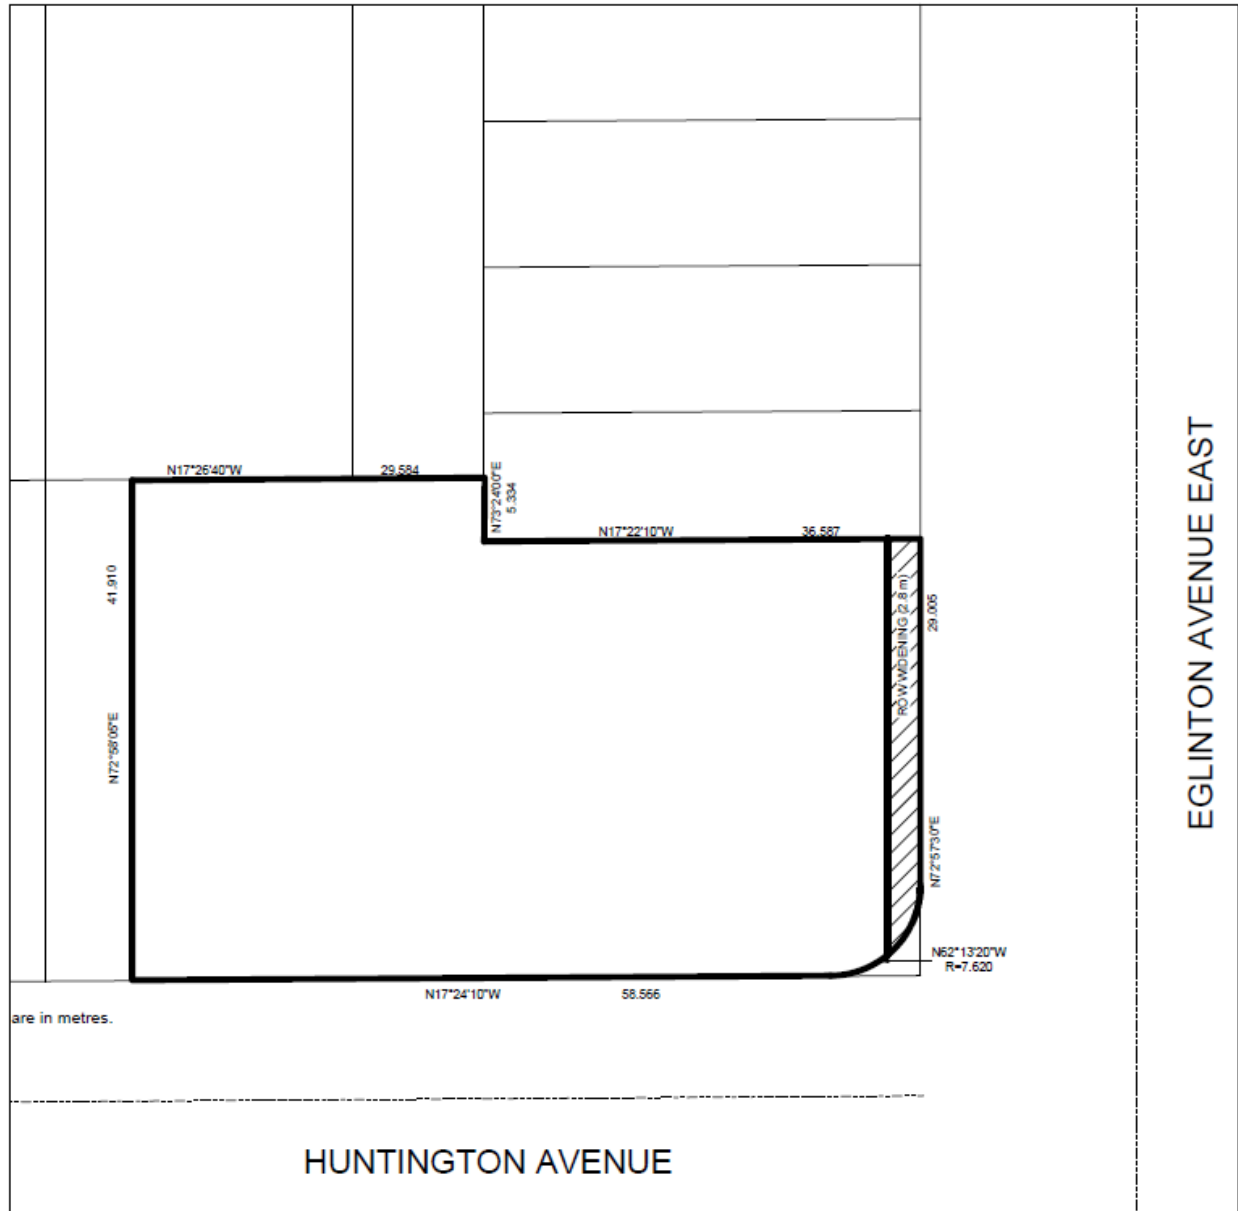 N17°26'40"W
29.584
N73°24'00"E
5.334
N17°22'10"W
36.587
41.910
N72°58'05"E
ROW WIDENING (2.8 m)
29.005
N72°57'30"E
EGLINTON AVENUE EAST
N62°13'20"W
R=7.620
N17°24'10"W
58.566
are in metres.
HUNTINGTON AVENUE